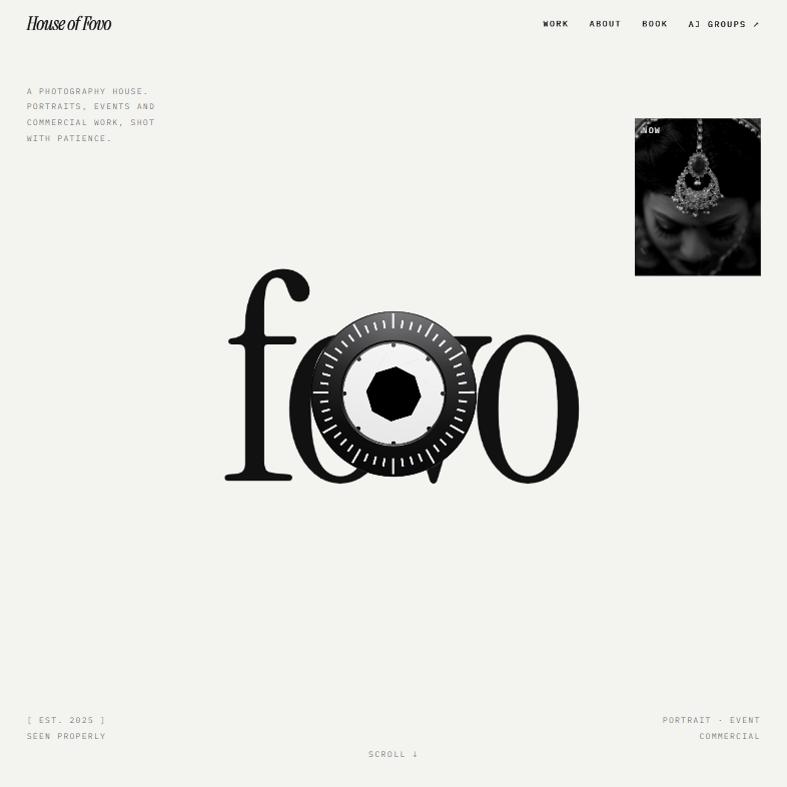 House of Fovo
WORK ABOUT BOOK AJ GROUPS ↗
A PHOTOGRAPHY HOUSE.
PORTRAITS, EVENTS AND
COMMERCIAL WORK, SHOT
WITH PATIENCE.
NOW
fovo
[ EST. 2025 ]
SEEN PROPERLY
PORTRAIT · EVENT
COMMERCIAL
SCROLL ↓